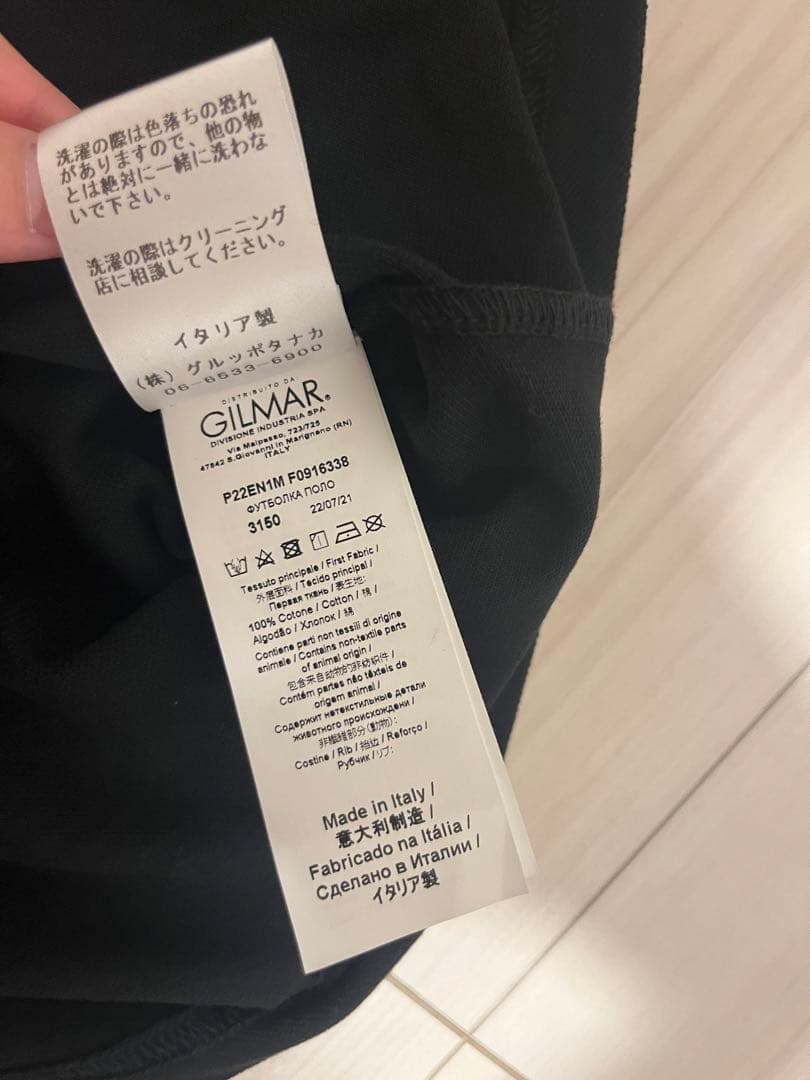 洗濯の際は色落ちの恐れ
がありますので、他の物
とは絶対に一緒に洗わな
いで下さい。
洗濯の際はクリーニング
店に相談してください。
イタリア製
(株) グルッポタナカ
06-6533-6900
DISTRIBUITO DA:
GILMAR®
DIVISIONE INDUSTRIA SPA
Via Malpasso, 723/725
47842 S.Giovanni in Marignano (RN)
ITALY
P22EN1M F0916338
ФУТБОЛКА ПОЛО
3150 22/07/21
Tessuto principale / First Fabric /
外层面料 / Tecido principal /
Первая ткань / 表生地:
100% Cotone / Cotton / 棉 /
Algodão / Хлопок / 綿
Contiene parti non tessili di origine
animale / Contains non-textile parts
of animal origin /
包含来自动物的非纺织件 /
Contém partes não têxteis de
origem animal /
Содержит нетекстильные детали
животного происхождени /
非繊維部分(動物):
Costine / Rib / 拈边 / Reforço /
Рубчик / リブ:
Made in Italy /
意大利制造 /
Fabricado na Itália /
Сделано в Италии /
イタリア製